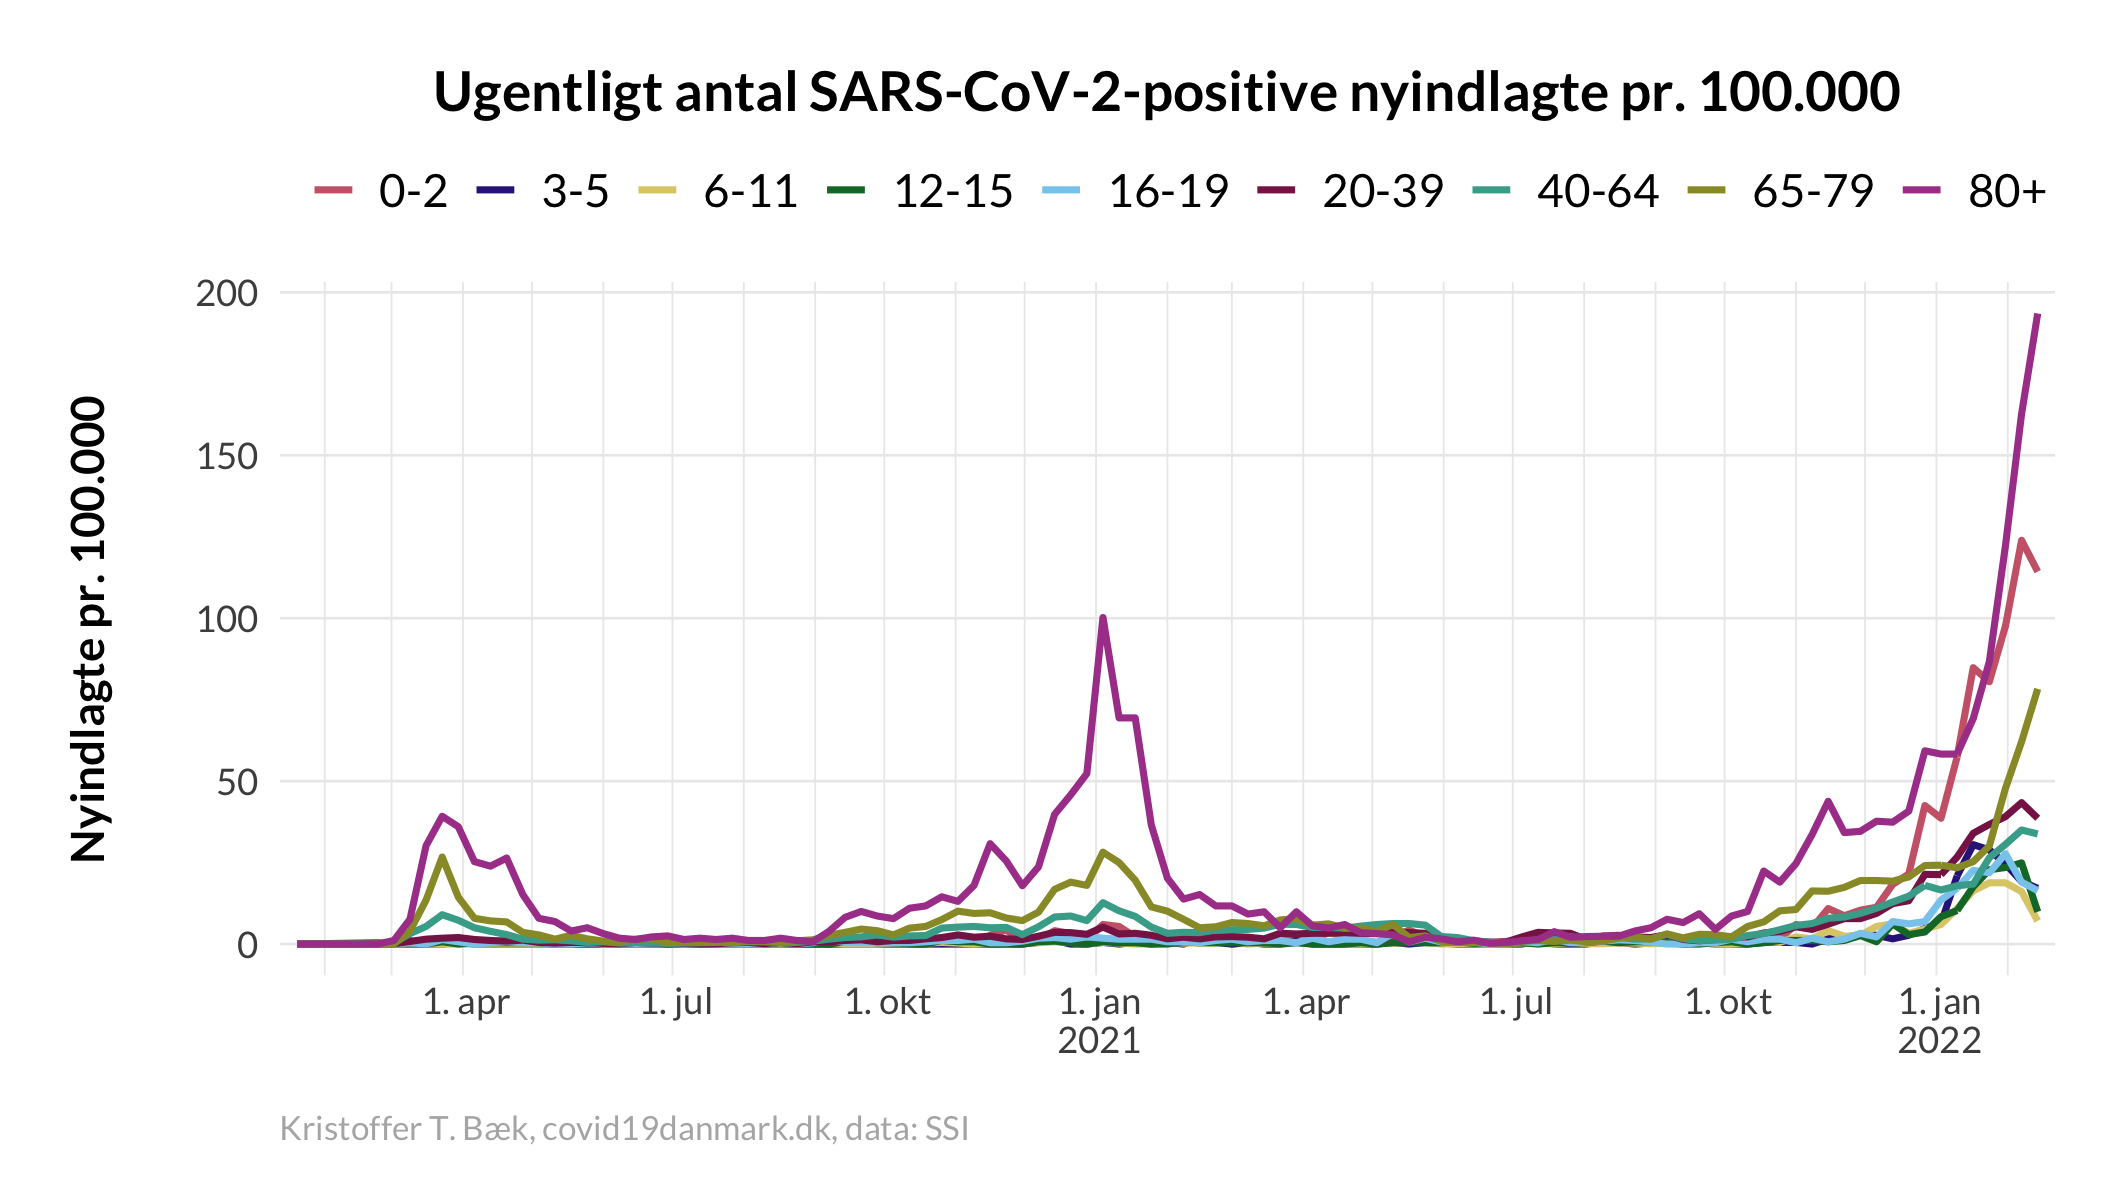 Ugentligt antal SARS-CoV-2-positive nyindlagte pr. 100.000
0-2 3-5 6-11 12-15 16-19 20-39 40-64 65-79 80+
Nyindlagte pr. 100.000
200
150
100
50
0
1. apr 1. jul 1. okt 1. jan 1. apr 1. jul 1. okt 1. jan
2021 2022
Kristoffer T. Bæk, covid19danmark.dk, data: SSI